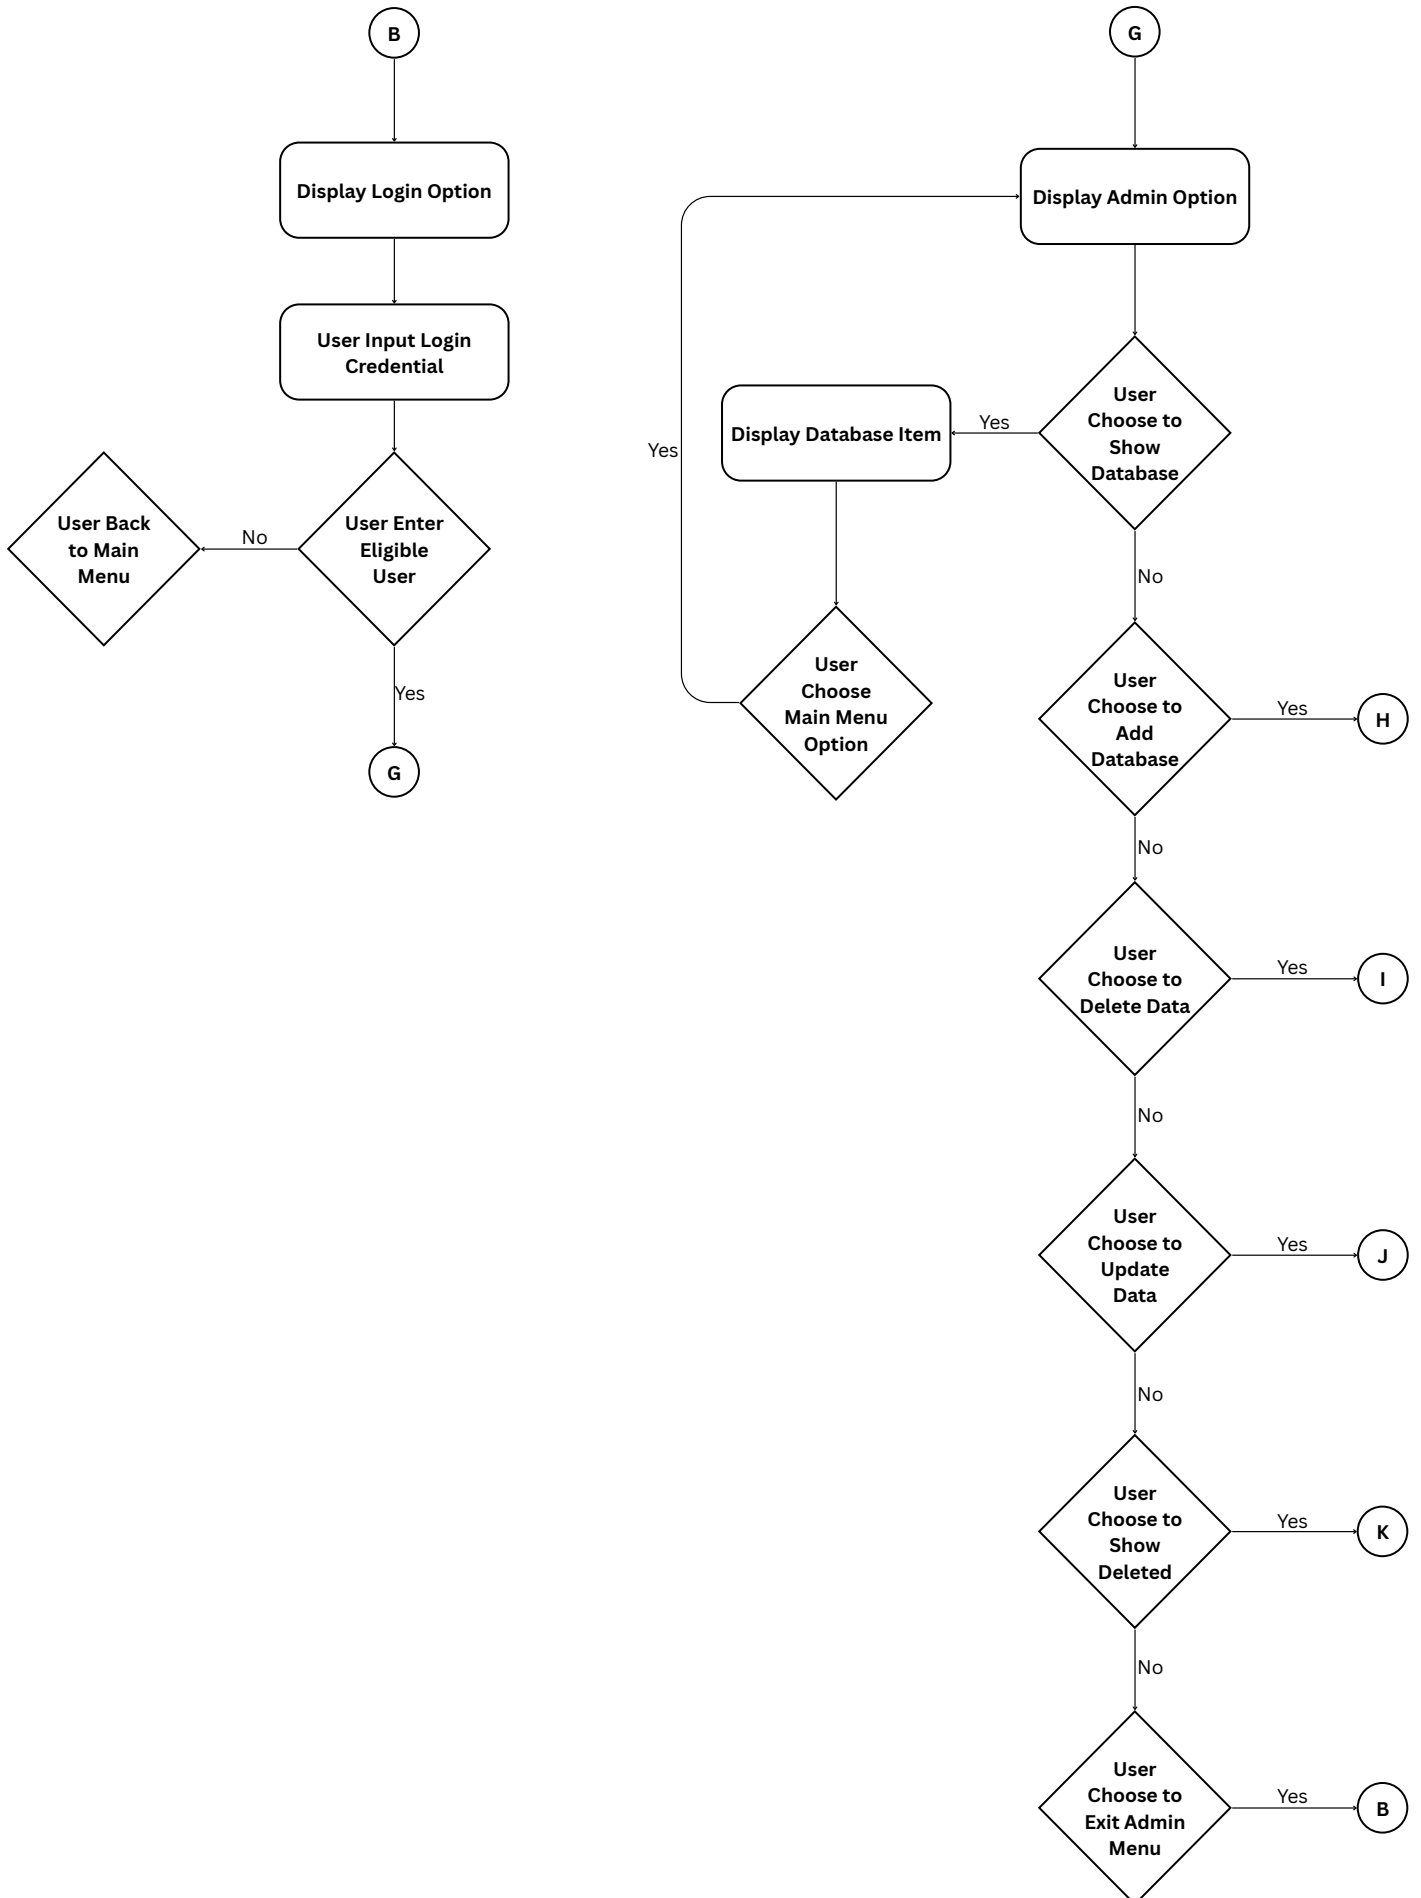 B
Display Login Option
User Input Login
Credential
User Enter
Eligible
User
No
User Back
to Main
Menu
Yes
G
G
Display Admin Option
User
Choose to
Show
Database
Yes
Display Database Item
User
Choose
Main Menu
Option
Yes
No
User
Choose to
Add
Database
Yes
H
No
User
Choose to
Delete Data
Yes
I
No
User
Choose to
Update
Data
Yes
J
No
User
Choose to
Show
Deleted
Yes
K
No
User
Choose to
Exit Admin
Menu
Yes
B